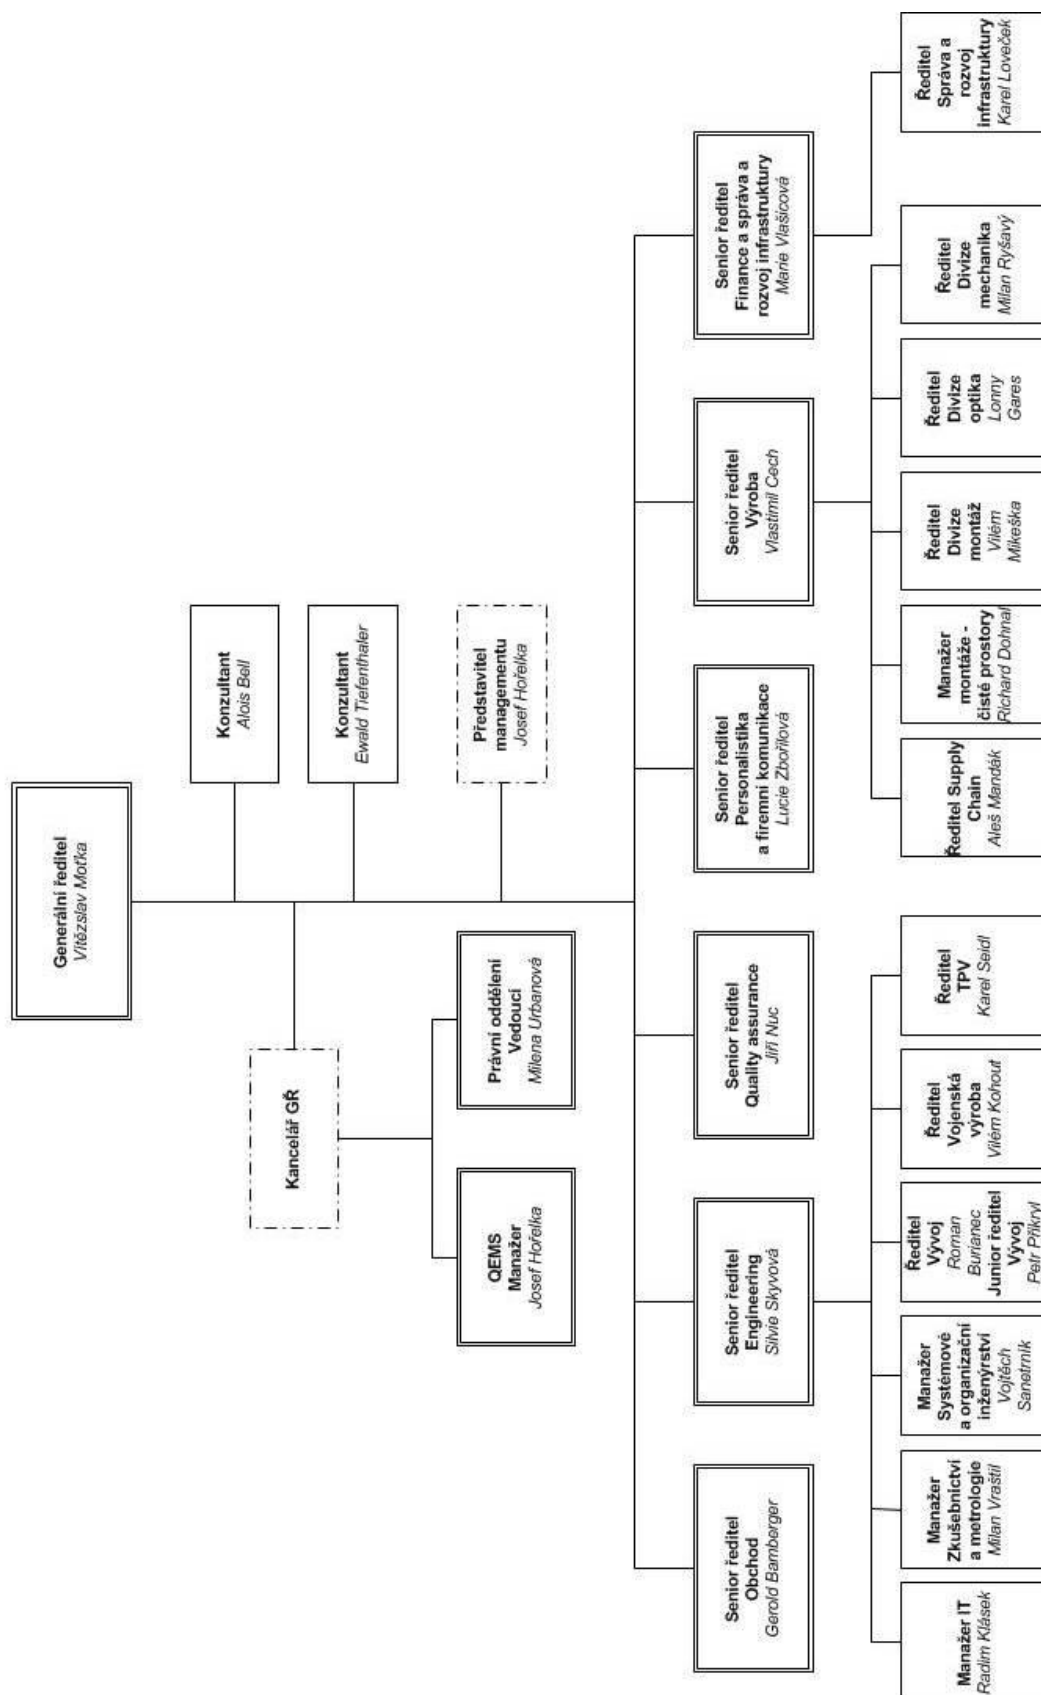 Generální ředitel
Vítězslav Moťka
Konzultant
Alois Bell
Kancelář GŘ
Konzultant
Ewald Tiefenthaler
QEMS
Manažer
Josef Hořelka
Právní oddělení
Vedoucí
Milena Urbanová
Představitel
managementu
Josef Hořelka
Senior ředitel
Obchod
Gerold Bamberger
Senior ředitel
Engineering
Silvie Skyvová
Senior ředitel
Quality assurance
Jiří Nuc
Senior ředitel
Personalistika
a firemní komunikace
Lucie Zbořilová
Senior ředitel
Výroba
Vlastimil Čech
Senior ředitel
Finance a správa a
rozvoj infrastruktury
Marie Vlašicová
Manažer IT
Radim Klásek
Manažer
Zkušebnictví
a metrologie
Milan Vraštil
Manažer
Systémové
a organizační
inženýrství
Vojtěch
Sanetrník
Ředitel
Vývoj
Roman
Burianec
Junior ředitel
Vývoj
Petr Přikryl
Ředitel
Vojenská
výroba
Vilém Kohout
Ředitel
TPV
Karel Seidl
Ředitel Supply
Chain
Aleš Mandák
Manažer
montáže -
čisté prostory
Richard Dohnal
Ředitel
Divize
montáž
Vilém
Mikeška
Ředitel
Divize
optika
Lonny
Gares
Ředitel
Divize
mechanika
Milan Ryšavý
Ředitel
Správa a
rozvoj
infrastruktury
Karel Loveček